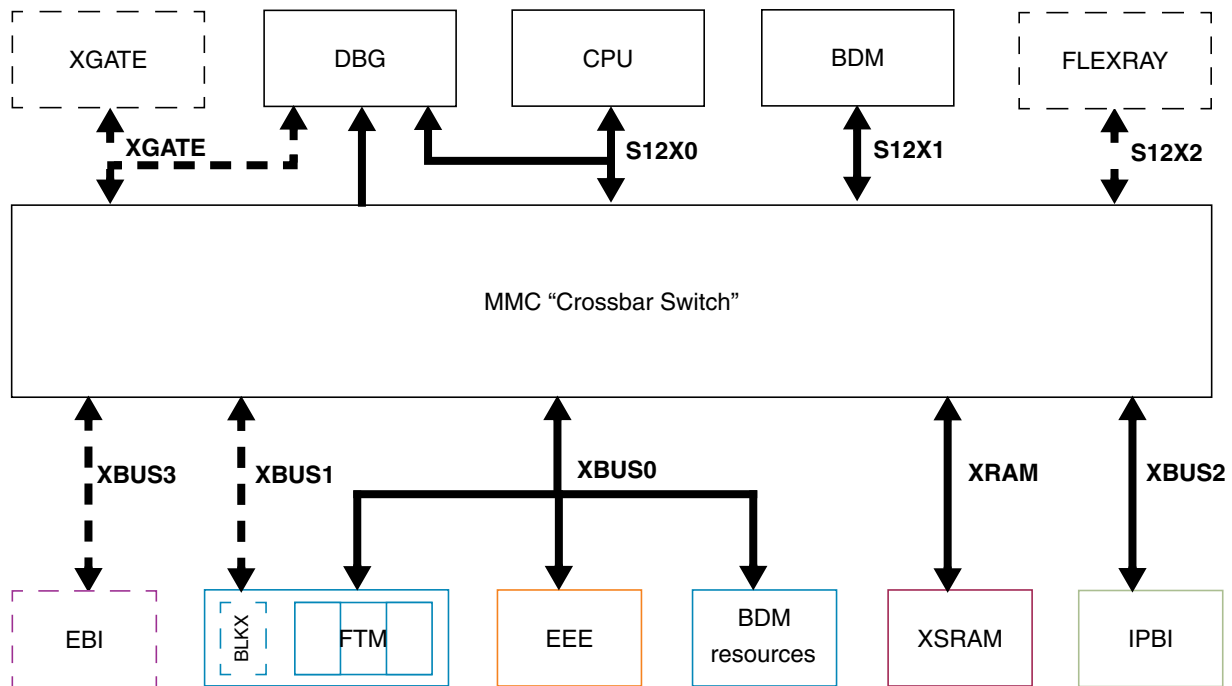 XGATE
DBG
CPU
BDM
FLEXRAY
XGATE
S12X0
S12X1
S12X2
MMC “Crossbar Switch”
XBUS3
XBUS1
XBUS0
XRAM
XBUS2
EBI
BLKX
FTM
EEE
BDM
resources
XSRAM
IPBI